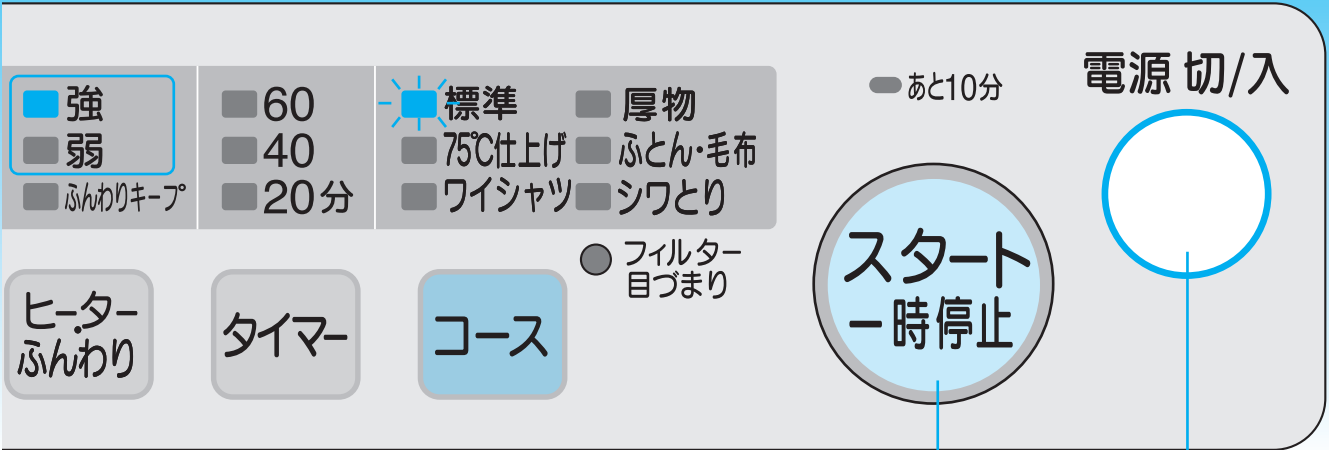 強
弱
ふんわりキープ
60
40
20分
標準
75℃仕上げ
ワイシャツ
厚物
ふとん・毛布
シワとり
あと10分
電源 切/入
フィルター
目づまり
ヒーター
・
ふんわり
タイマー
コース
スタート
一時停止